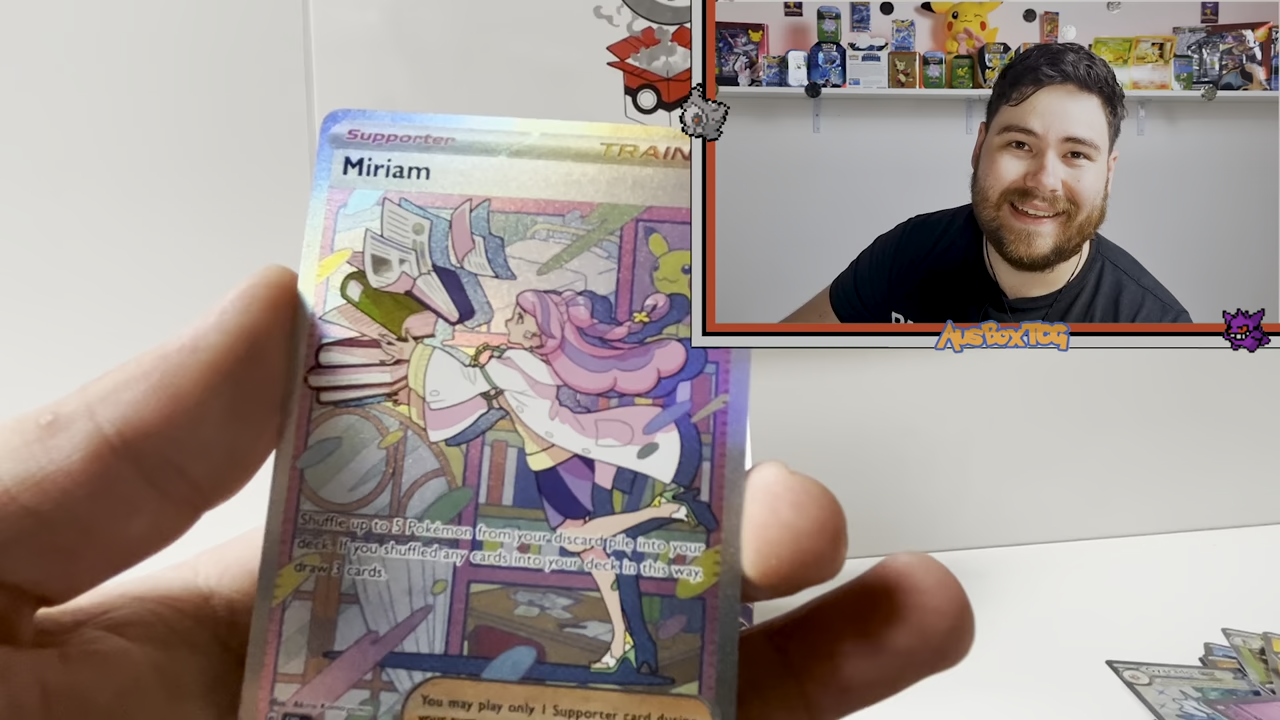 Supporter
TRAIN
Miriam
AusBoxTCG
Shuffle up to 5 Pokémon from your discard pile into your
deck. If you shuffled any cards into your deck in this way,
draw 3 cards.
You may play only 1 Supporter card during